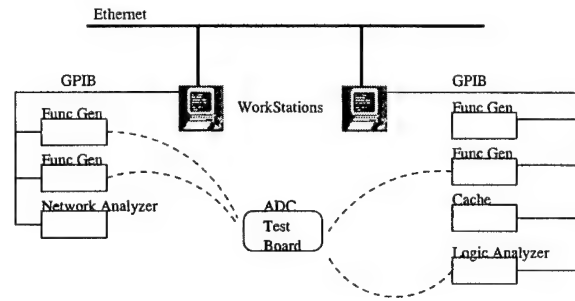 Ethernet
GPIB
WorkStations
GPIB
Func Gen
Func Gen
Network Analyzer
ADC
Test
Board
Func Gen
Func Gen
Cache
Logic Analyzer